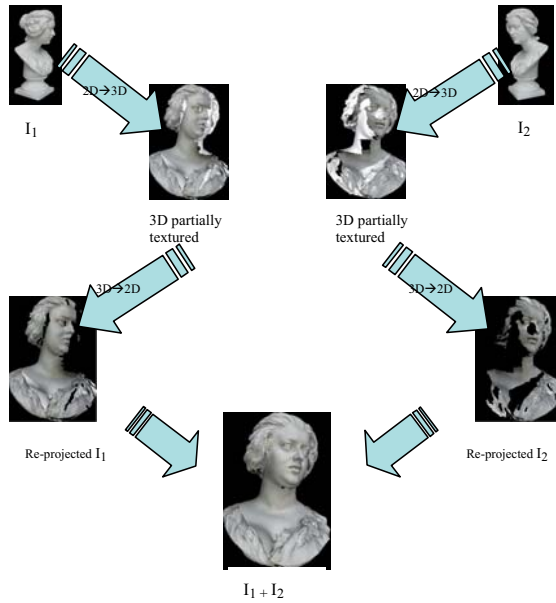 2D→3D
2D→3D
I₁
I₂
3D partially
textured
3D partially
textured
3D→2D
3D→2D
Re-projected I₁
Re-projected I₂
I₁ + I₂